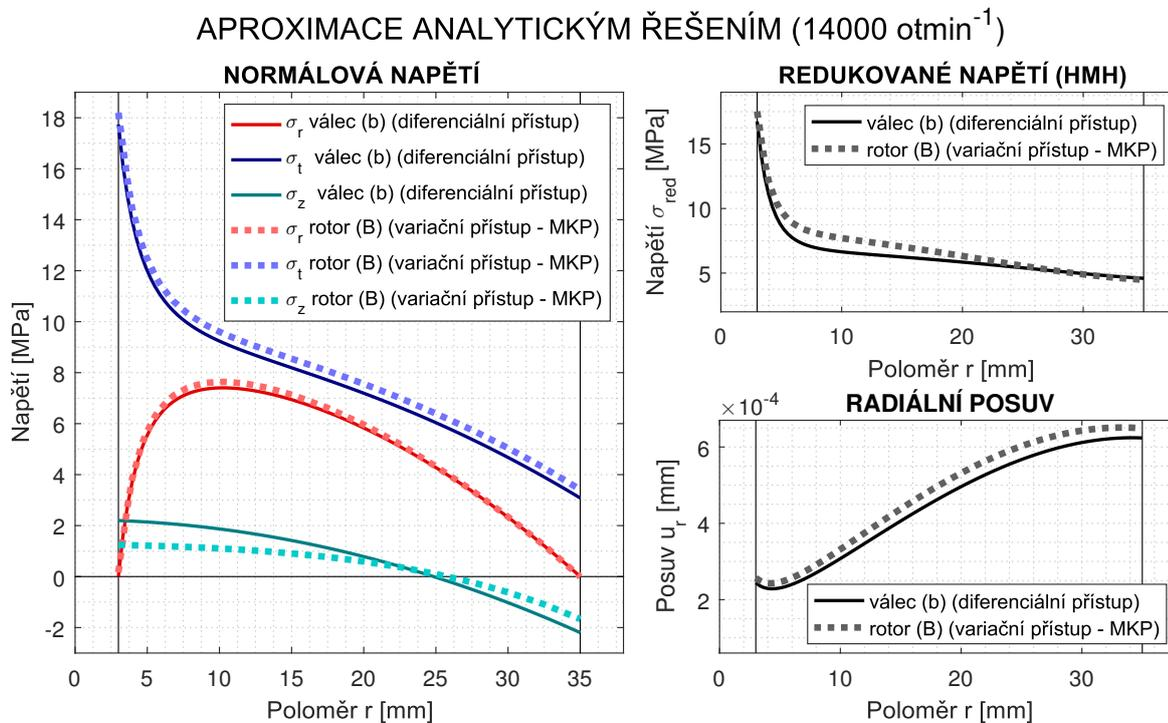 APROXIMACE ANALYTICKÝM ŘEŠENÍM (14000 otmin⁻¹)
NORMÁLOVÁ NAPĚTÍ
σr válec (b) (diferenciální přístup)
σt válec (b) (diferenciální přístup)
σz válec (b) (diferenciální přístup)
σr rotor (B) (variační přístup - MKP)
σt rotor (B) (variační přístup - MKP)
σz rotor (B) (variační přístup - MKP)
Napětí [MPa]
18
16
14
12
10
8
6
4
2
0
-2
0 5 10 15 20 25 30 35
Poloměr r [mm]
REDUKOVANÉ NAPĚTÍ (HMH)
válec (b) (diferenciální přístup)
rotor (B) (variační přístup - MKP)
Napětí σred [MPa]
15
10
5
0 10 20 30
Poloměr r [mm]
×10⁻⁴
RADIÁLNÍ POSUV
Posuv ur [mm]
6
4
2
válec (b) (diferenciální přístup)
rotor (B) (variační přístup - MKP)
0 10 20 30
Poloměr r [mm]